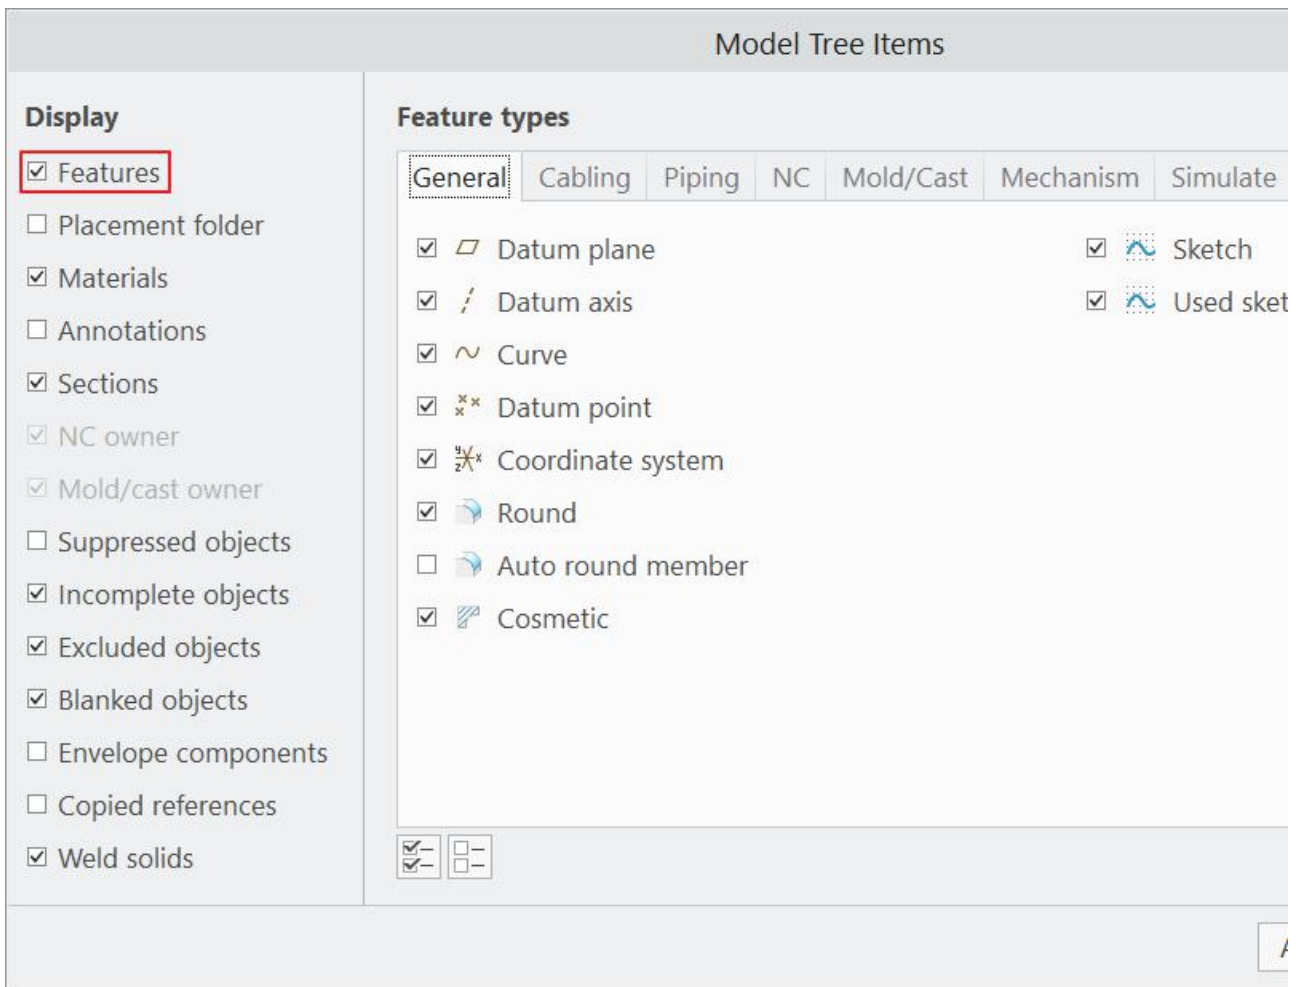 Model Tree Items
Display
Features
Placement folder
Materials
Annotations
Sections
NC owner
Mold/cast owner
Suppressed objects
Incomplete objects
Excluded objects
Blanked objects
Envelope components
Copied references
Weld solids
Feature types
General Cabling Piping NC Mold/Cast Mechanism Simulate
Datum plane
Datum axis
Curve
Datum point
Coordinate system
Round
Auto round member
Cosmetic
Sketch
Used